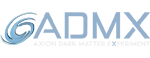 ADMX
AXION DARK MATTER EXPERIMENT